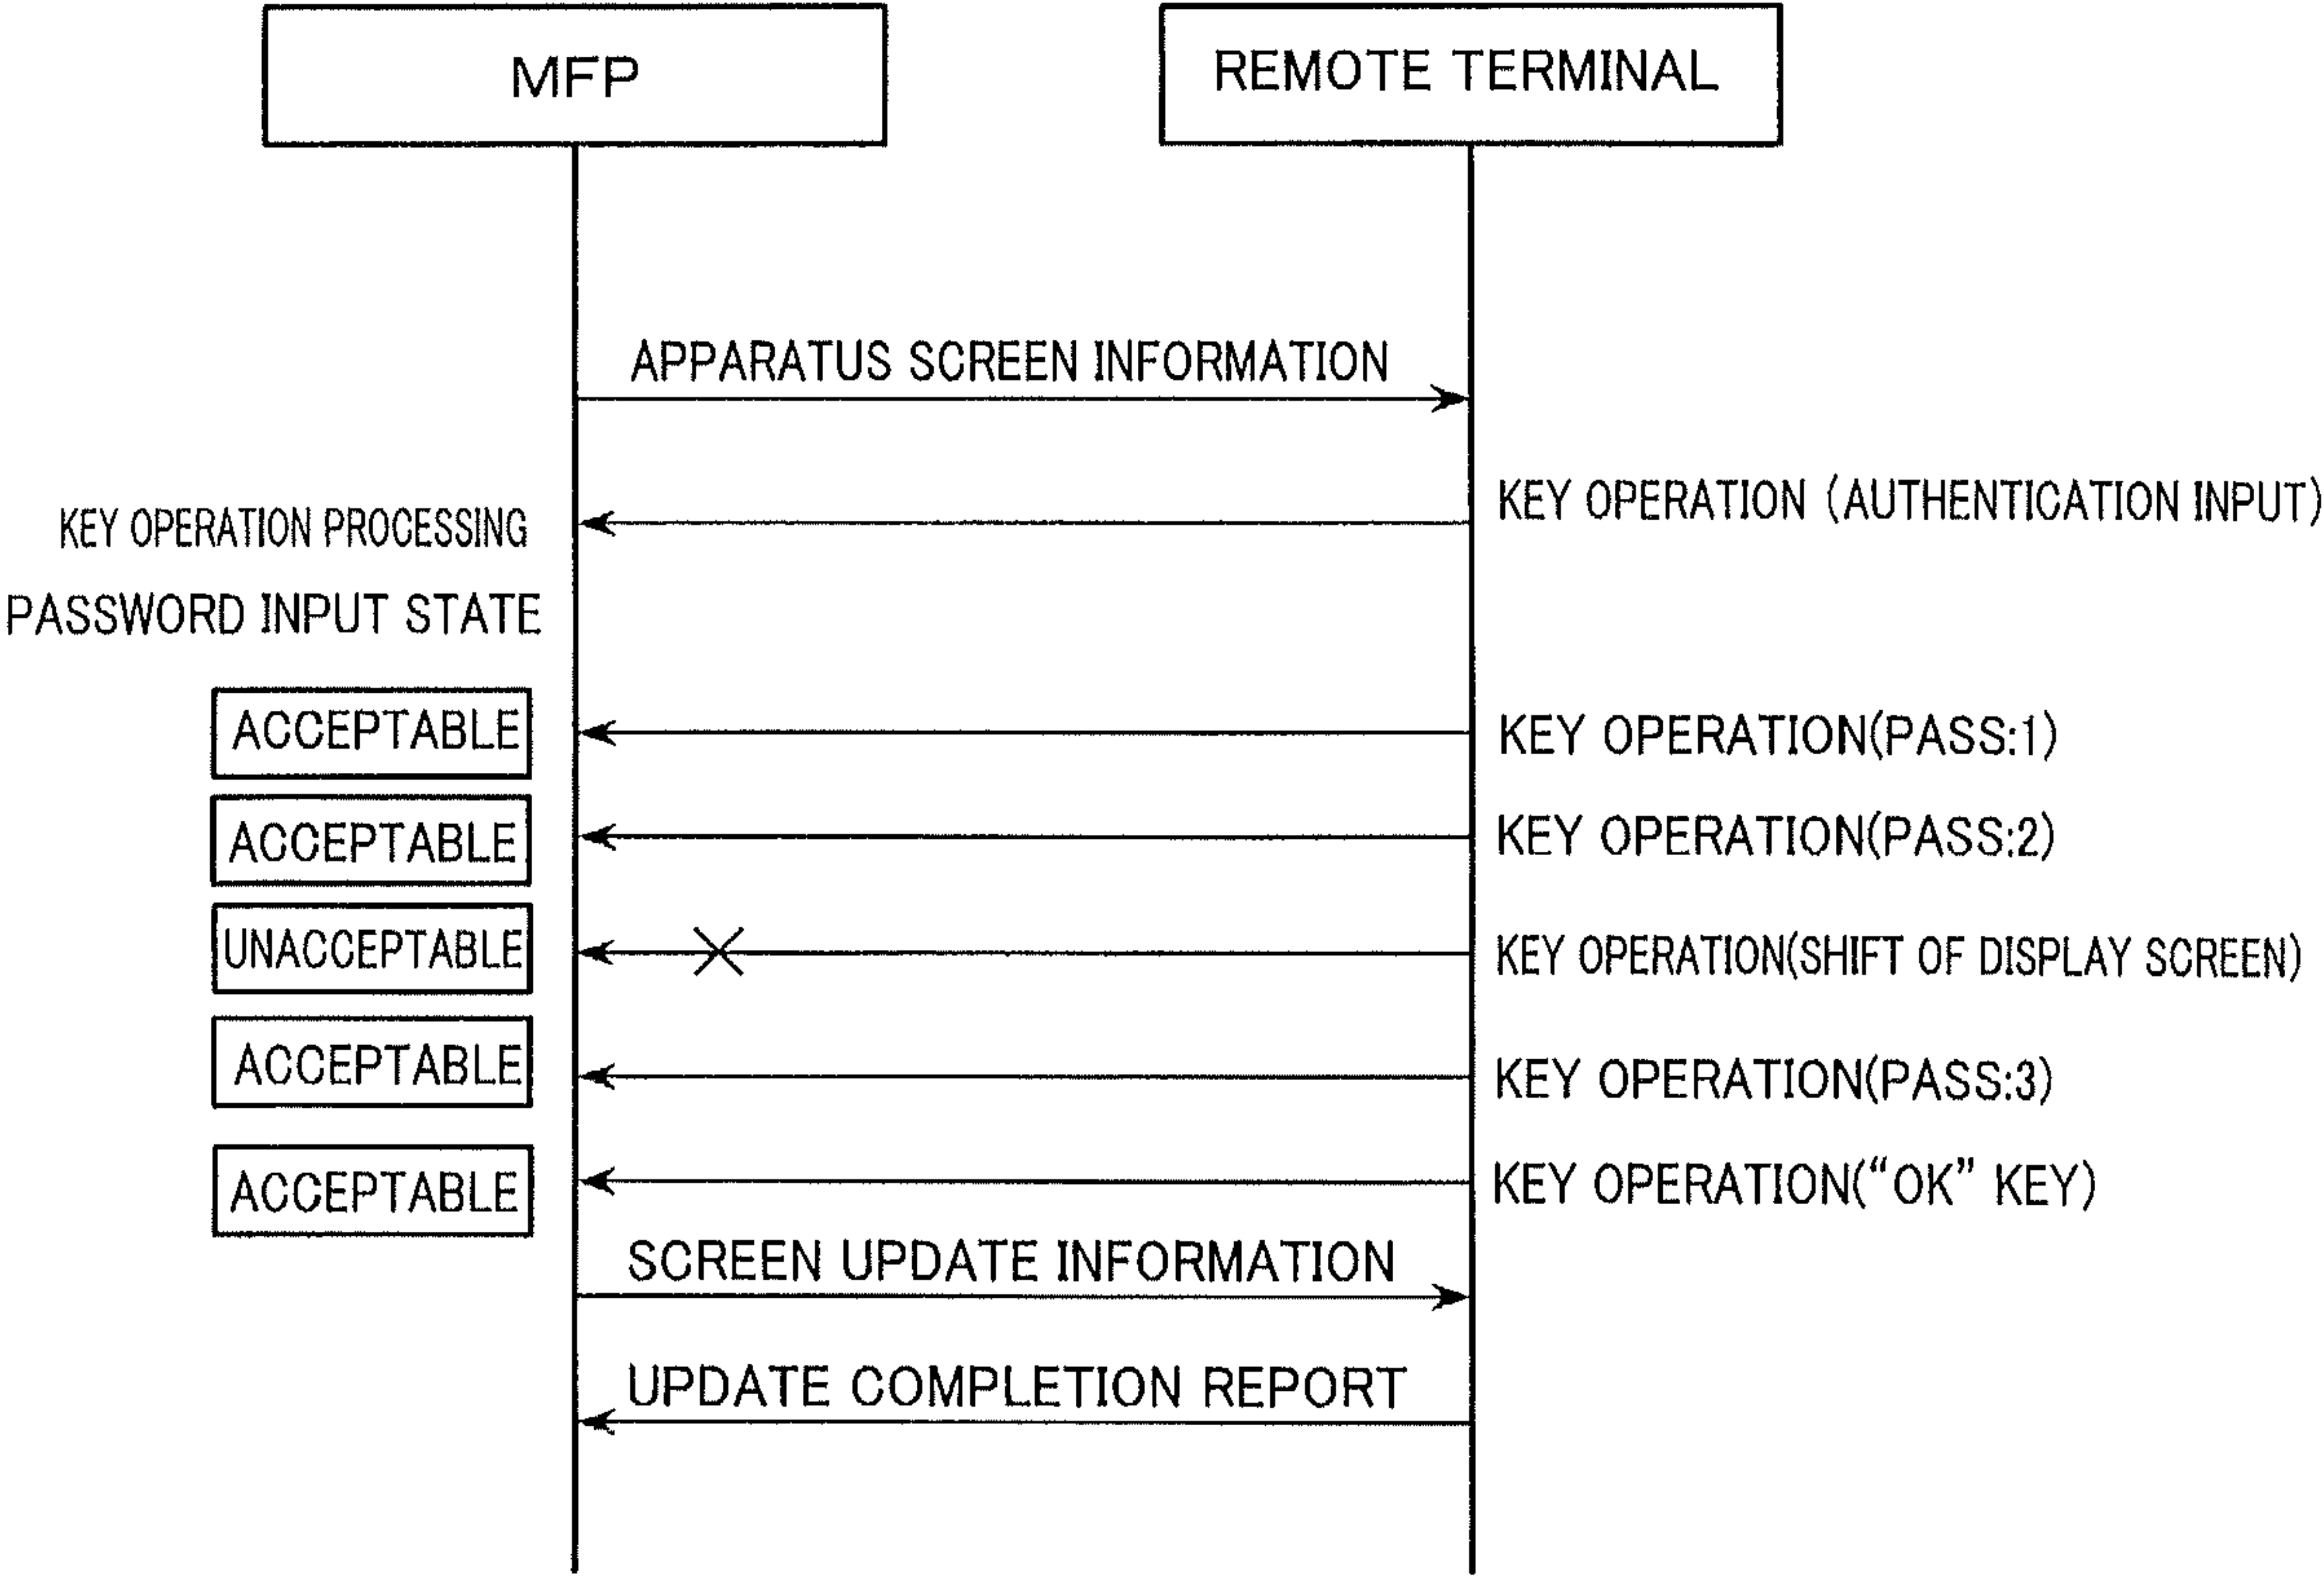 MFP
REMOTE TERMINAL
APPARATUS SCREEN INFORMATION
KEY OPERATION (AUTHENTICATION INPUT)
KEY OPERATION PROCESSING
PASSWORD INPUT STATE
ACCEPTABLE
KEY OPERATION(PASS:1)
ACCEPTABLE
KEY OPERATION(PASS:2)
UNACCEPTABLE
KEY OPERATION(SHIFT OF DISPLAY SCREEN)
ACCEPTABLE
KEY OPERATION(PASS:3)
ACCEPTABLE
KEY OPERATION(“OK” KEY)
SCREEN UPDATE INFORMATION
UPDATE COMPLETION REPORT